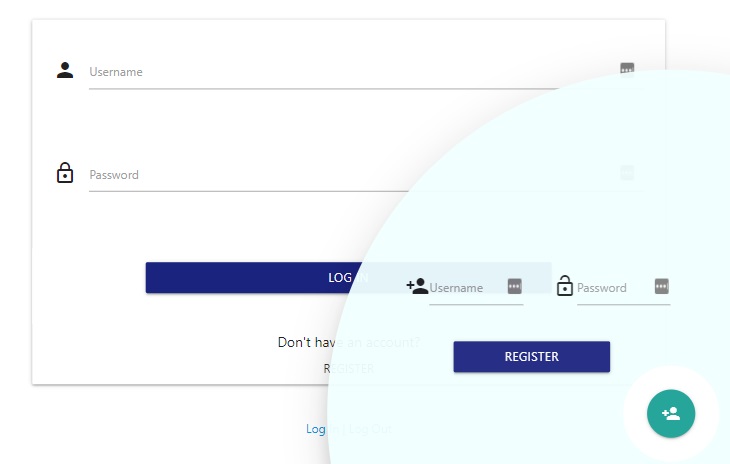 Username
Password
LOG IN
Username
Password
REGISTER
Don't have an account?
REGISTER
Log In | Log Out